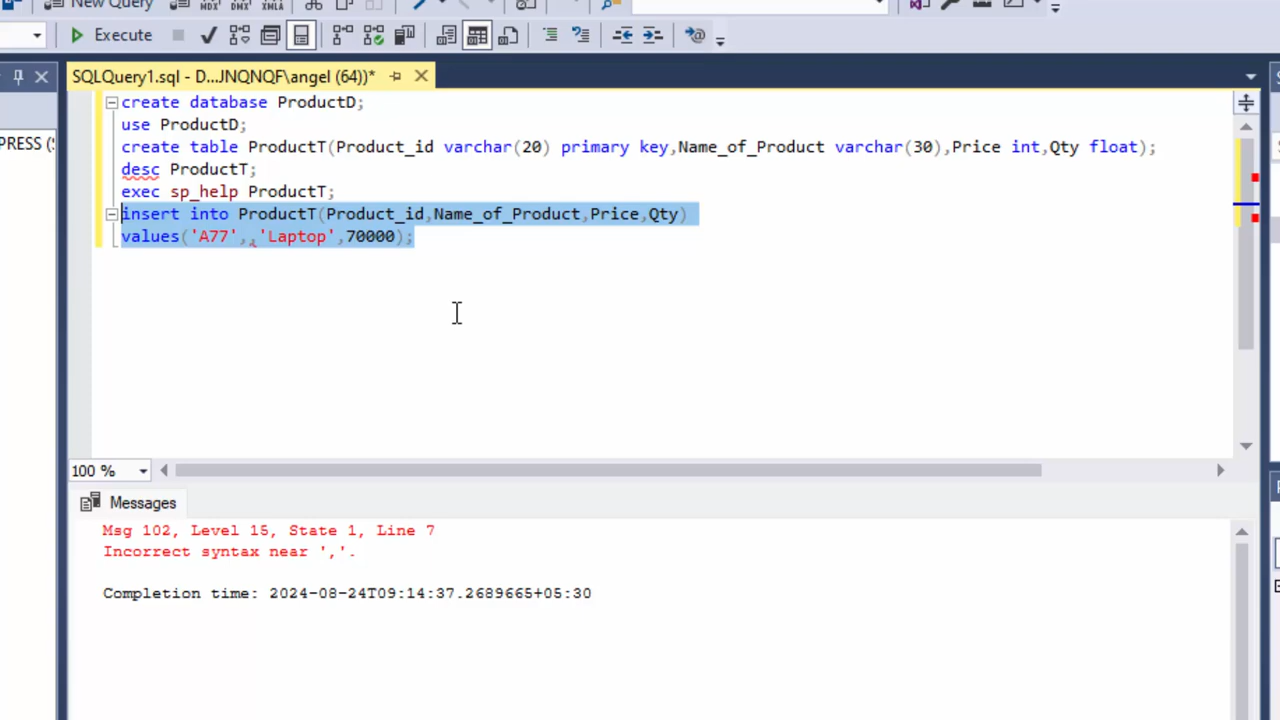 New Query
Execute
SQLQuery1.sql - D...JNQNQF\angel (64))*
PRESS (S
create database ProductD;
use ProductD;
create table ProductT(Product_id varchar(20) primary key,Name_of_Product varchar(30),Price int,Qty float);
desc ProductT;
exec sp_help ProductT;
insert into ProductT(Product_id,Name_of_Product,Price,Qty)
values('A77',,'Laptop',70000);
100 %
Messages
Msg 102, Level 15, State 1, Line 7
Incorrect syntax near ','.
Completion time: 2024-08-24T09:14:37.2689665+05:30